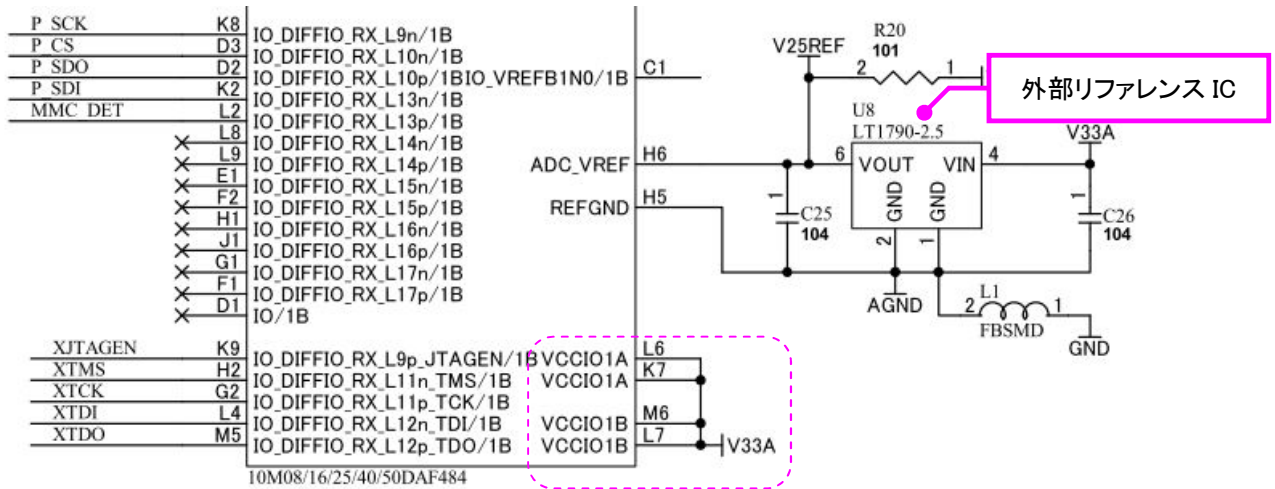 P_SCK K8 IO_DIFFIO_RX_L9n/1B
P_CS D3 IO_DIFFIO_RX_L10n/1B
P_SDO D2 IO_DIFFIO_RX_L10p/1B IO_VREFB1N0/1B C1
P_SDI K2 IO_DIFFIO_RX_L13n/1B
MMC_DET L2 IO_DIFFIO_RX_L13p/1B
L8 IO_DIFFIO_RX_L14n/1B
L9 IO_DIFFIO_RX_L14p/1B ADC_VREF H6
E1 IO_DIFFIO_RX_L15n/1B
F2 IO_DIFFIO_RX_L15p/1B REFGND H5
H1 IO_DIFFIO_RX_L16n/1B
J1 IO_DIFFIO_RX_L16p/1B
G1 IO_DIFFIO_RX_L17n/1B
F1 IO_DIFFIO_RX_L17p/1B
D1 IO/1B
XJTAGEN K9 IO_DIFFIO_RX_L9p_JTAGEN/1B VCCIO1A L6
XTMS H2 IO_DIFFIO_RX_L11n_TMS/1B VCCIO1A K7
XTCK G2 IO_DIFFIO_RX_L11p_TCK/1B
XTDI L4 IO_DIFFIO_RX_L12n_TDI/1B VCCIO1B M6
XTDO M5 IO_DIFFIO_RX_L12p_TDO/1B VCCIO1B L7 V33A
10M08/16/25/40/50DAF484
R20
V25REF 101
2 1
外部リファレンス IC
U8
LT1790-2.5
V33A
6 VOUT VIN 4
GND GND
1 C25
104
2 1
1 C26
104
AGND
L1
2 1
FBSMD
GND